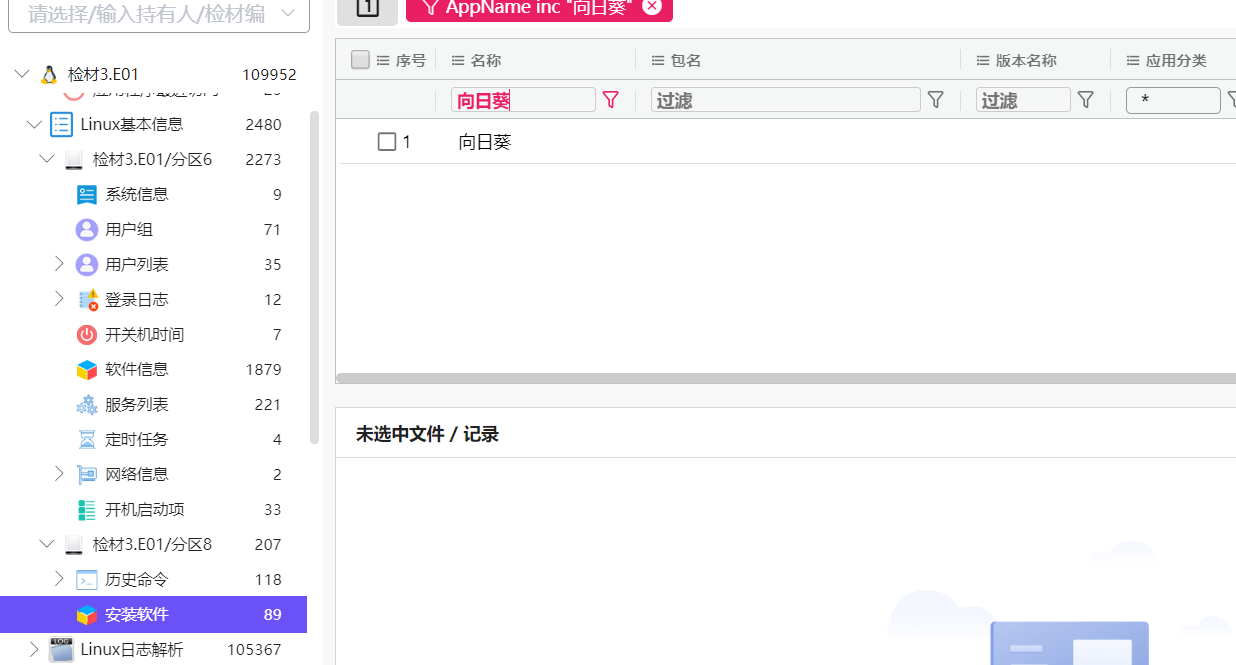 请选择/输入持有人/检材编
检材3.E01 109952
Linux基本信息 2480
检材3.E01/分区6 2273
系统信息 9
用户组 71
用户列表 35
登录日志 12
开关机时间 7
软件信息 1879
服务列表 221
定时任务 4
网络信息 2
开机启动项 33
检材3.E01/分区8 207
历史命令 118
安装软件 89
Linux日志解析 105367
1 AppName inc "向日葵"
序号 名称 包名 版本名称 应用分类
向日葵 过滤 过滤 *
1 向日葵
未选中文件 / 记录
LOG